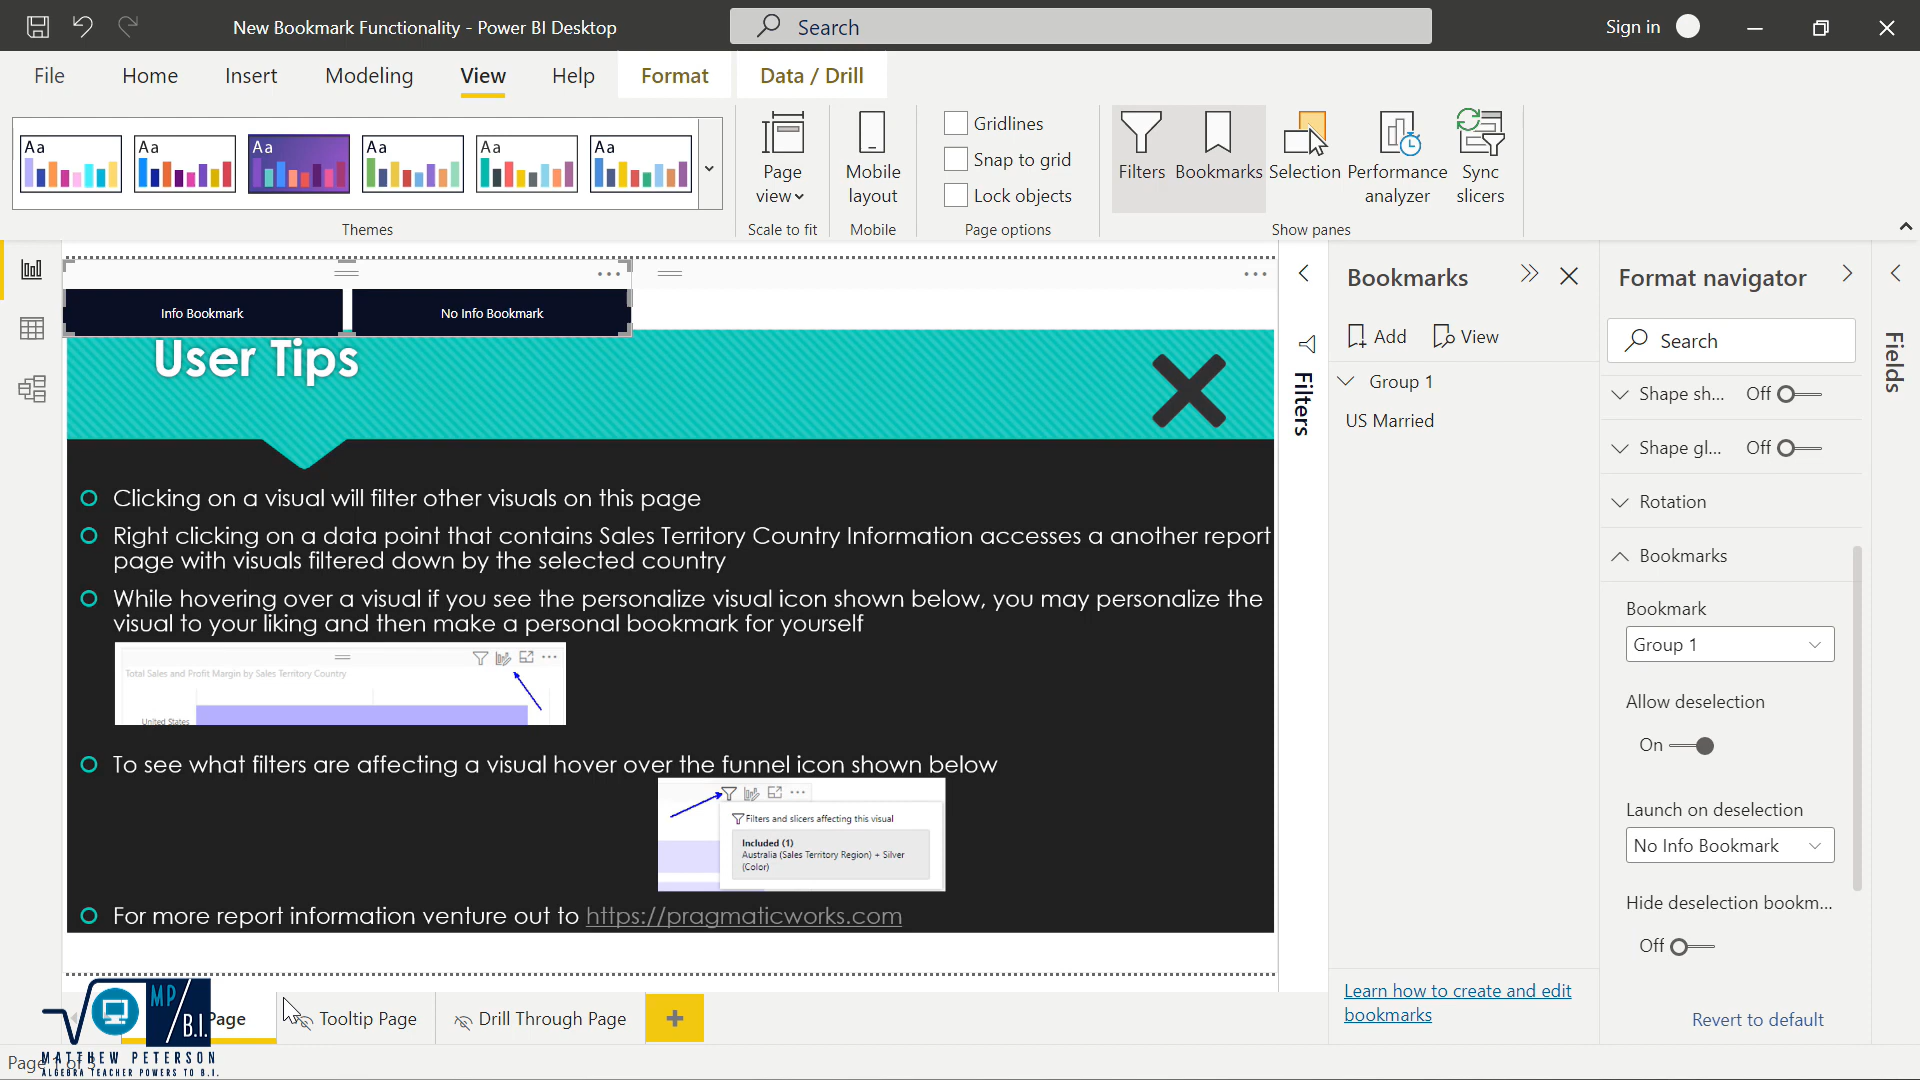 New Bookmark Functionality - Power BI Desktop
Search
Sign in
File
Home
Insert
Modeling
View
Help
Format
Data / Drill
Aa
Aa
Aa
Aa
Aa
Aa
Themes
Page
view
Scale to fit
Mobile
layout
Mobile
Gridlines
Snap to grid
Lock objects
Page options
Filters
Bookmarks
Selection
Performance
analyzer
Sync
slicers
Show panes
Info Bookmark
No Info Bookmark
User Tips
Clicking on a visual will filter other visuals on this page
Right clicking on a data point that contains Sales Territory Country Information accesses a another report
page with visuals filtered down by the selected country
While hovering over a visual if you see the personalize visual icon shown below, you may personalize the
visual to your liking and then make a personal bookmark for yourself
Total Sales and Profit Margin by Sales Territory Country
United States
To see what filters are affecting a visual hover over the funnel icon shown below
Filters and slicers affecting this visual
Included (1)
Australia (Sales Territory Region) + Silver
(Color)
For more report information venture out to https://pragmaticworks.com
Filters
Bookmarks
Add
View
Group 1
US Married
Learn how to create and edit
bookmarks
Format navigator
Search
Shape sh...
Off
Shape gl...
Off
Rotation
Bookmarks
Bookmark
Group 1
Allow deselection
On
Launch on deselection
No Info Bookmark
Hide deselection bookm...
Off
Revert to default
Fields
Page
Tooltip Page
Drill Through Page
+
MP
B.I.
MATTHEW PETERSON
ALGEBRA TEACHER POWERS TO B.I.
Page 1 of 3